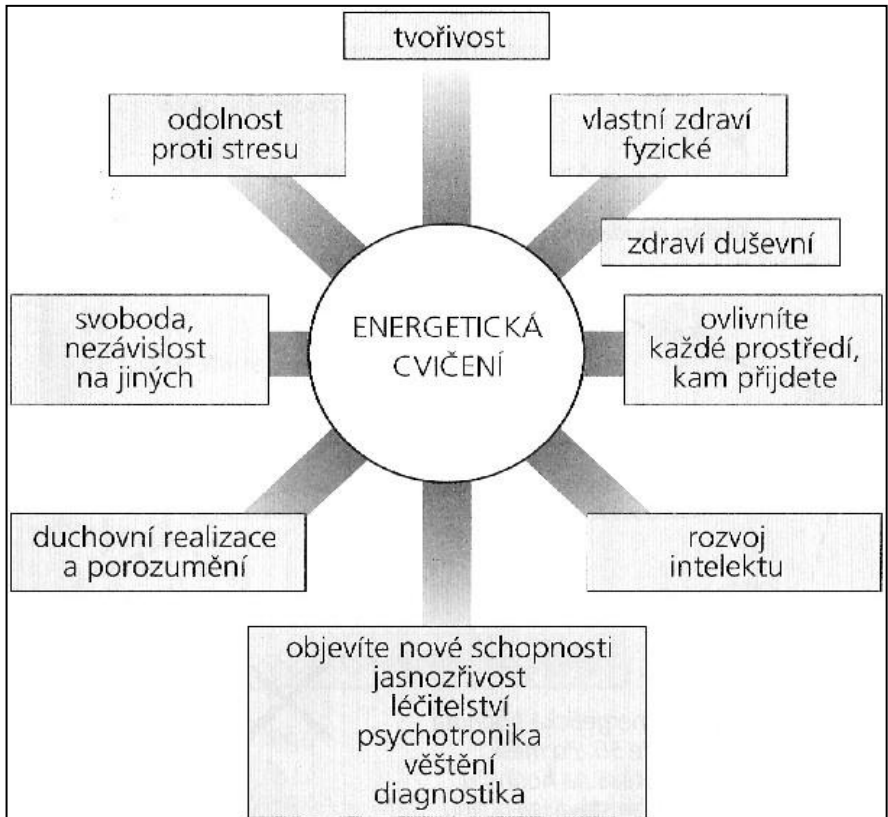 tvořivost
odolnost
proti stresu
vlastní zdraví
fyzické
zdraví duševní
svoboda,
nezávislost
na jiných
ENERGETICKÁ
CVIČENÍ
ovlivníte
každé prostředí,
kam přijdete
duchovní realizace
a porozumění
rozvoj
intelektu
objevíte nové schopnosti
jasnozřivost
léčitelství
psychotronika
věštění
diagnostika